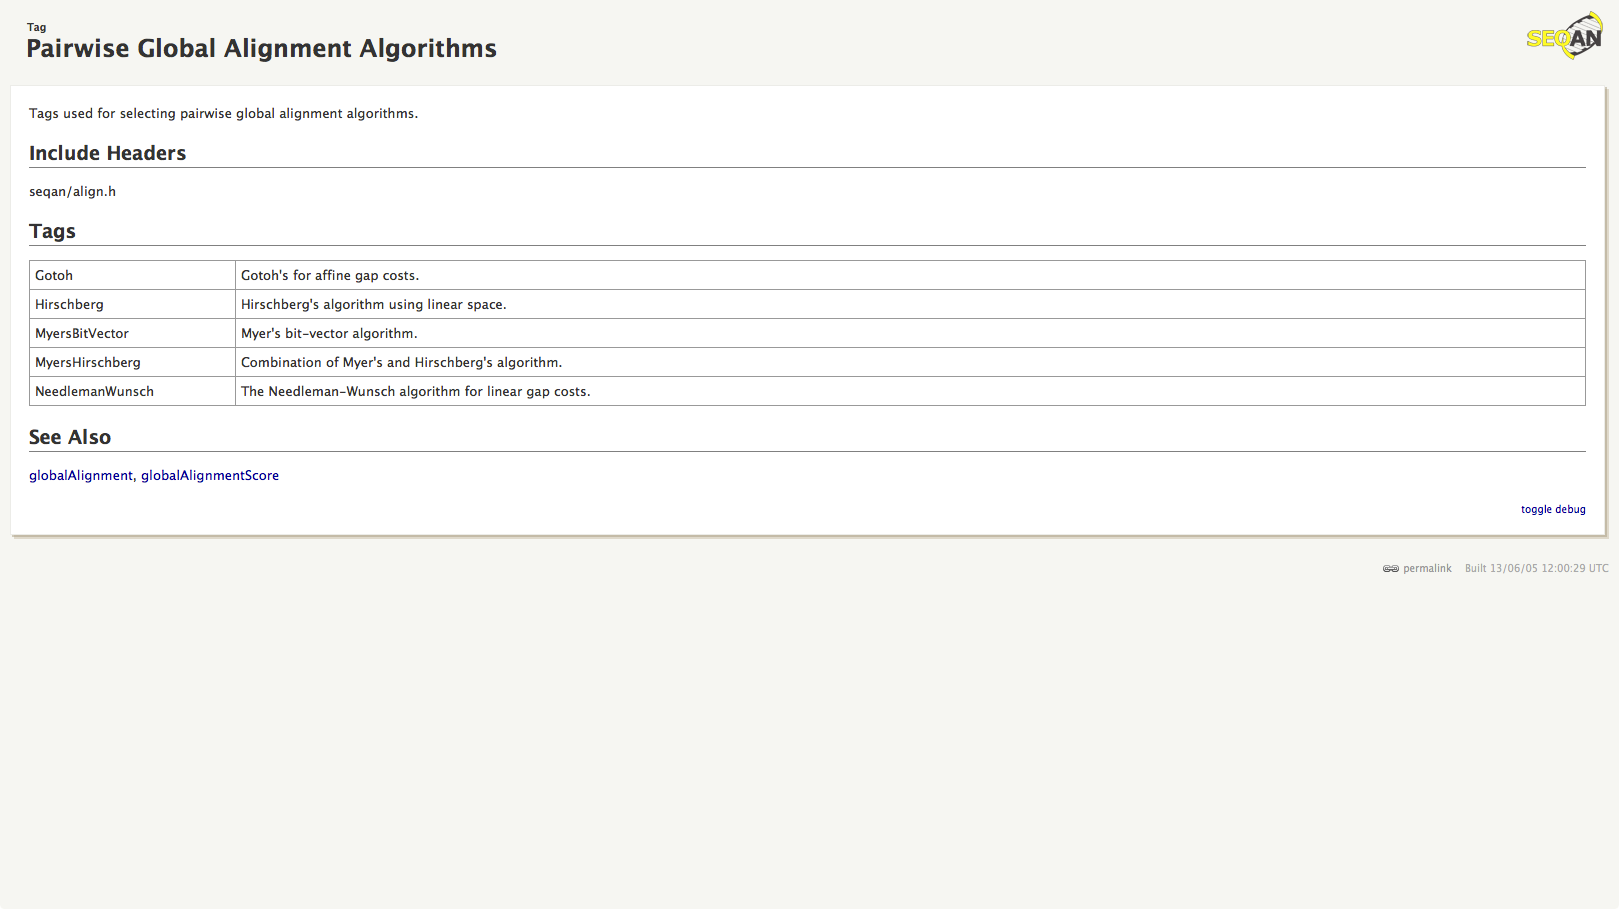 Tag
Pairwise Global Alignment Algorithms
SEQAN
Tags used for selecting pairwise global alignment algorithms.
Include Headers
seqan/align.h
Tags
Gotoh Gotoh's for affine gap costs.
Hirschberg Hirschberg's algorithm using linear space.
MyersBitVector Myer's bit-vector algorithm.
MyersHirschberg Combination of Myer's and Hirschberg's algorithm.
NeedlemanWunsch The Needleman-Wunsch algorithm for linear gap costs.
See Also
globalAlignment, globalAlignmentScore
toggle debug
permalink Built 13/06/05 12:00:29 UTC